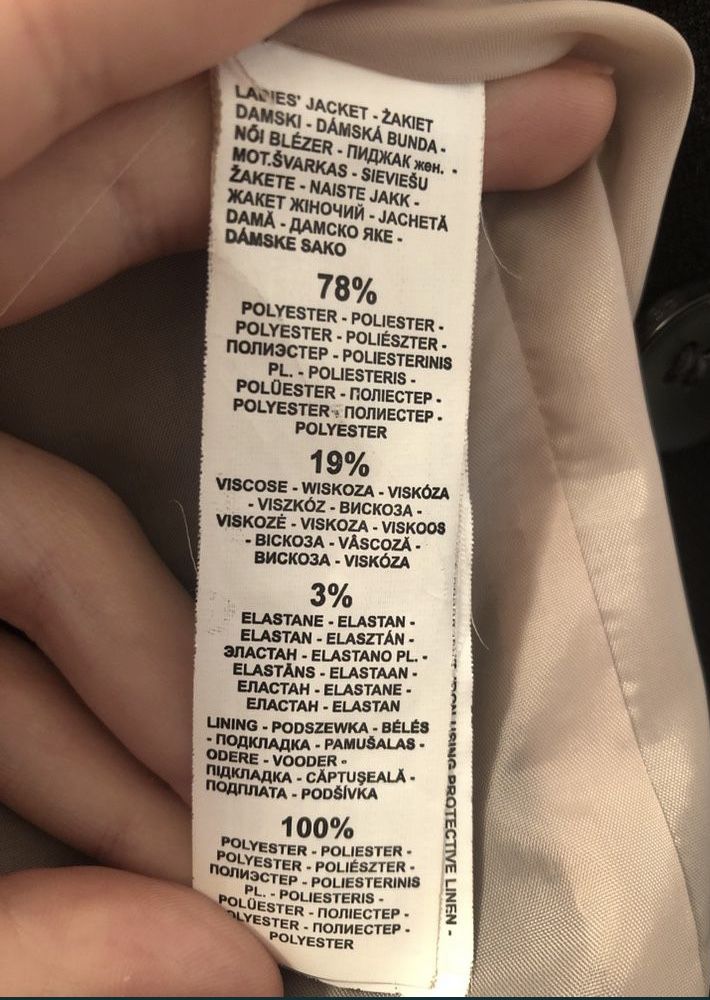 LADIES' JACKET - ŽAKIET
DAMSKI - DÁMSKÁ BUNDA -
NŐI BLÉZER - ПИДЖАК жен. -
MOT.ŠVARKAS - SIEVIEŠU
ŽAKETE - NAISTE JAKK -
ЖАКЕТ ЖІНОЧИЙ - JACHETĂ
DAMĂ - ДАМСКО ЯКЕ -
DÁMSKE SAKO
78%
POLYESTER - POLIESTER -
POLYESTER - POLIÉSZTER -
ПОЛИЭСТЕР - POLIESTERINIS
PL. - POLIESTERIS -
POLÜESTER - ПОЛІЕСТЕР -
POLYESTER - ПОЛИЕСТЕР -
POLYESTER
19%
VISCOSE - WISKOZA - VISKÓZA
- VISZKÓZ - ВИСКОЗА -
VISKOZĖ - VISKOZA - VISKOOS
- ВІСКОЗА - VÂSCOZĂ -
ВИСКОЗА - VISKÓZA
3%
ELASTANE - ELASTAN -
ELASTAN - ELASZTÁN -
ЭЛАСТАН - ELASTANO PL. -
ELASTĀNS - ELASTAAN -
ЕЛАСТАН - ELASTANE -
ЕЛАСТАН - ELASTAN
LINING - PODSZEWKA - BÉLÉS
- ПОДКЛАДКА - PAMUŠALAS -
ODERE - VOODER -
ПІДКЛАДКА - CĂPTUŞEALĂ -
ПОДПЛАТА - PODŠÍVKA
100%
POLYESTER - POLIESTER -
POLYESTER - POLIÉSZTER -
ПОЛИЭСТЕР - POLIESTERINIS
PL. - POLIESTERIS -
POLÜESTER - ПОЛІЕСТЕР -
POLYESTER - ПОЛИЕСТЕР -
POLYESTER
USING PROTECTIVE LINEN -